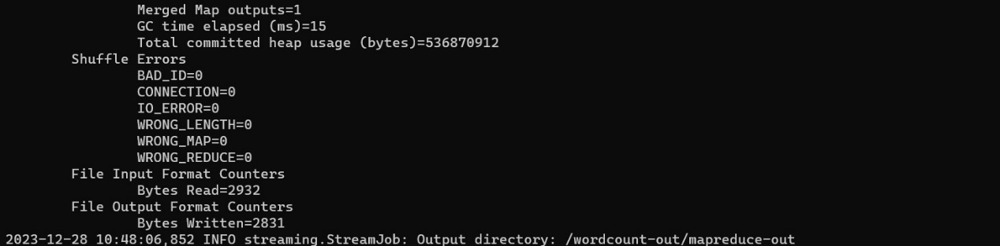 Merged Map outputs=1
GC time elapsed (ms)=15
Total committed heap usage (bytes)=536870912
Shuffle Errors
BAD_ID=0
CONNECTION=0
IO_ERROR=0
WRONG_LENGTH=0
WRONG_MAP=0
WRONG_REDUCE=0
File Input Format Counters
Bytes Read=2932
File Output Format Counters
Bytes Written=2831
2023-12-28 10:48:06,852 INFO streaming.StreamJob: Output directory: /wordcount-out/mapreduce-out